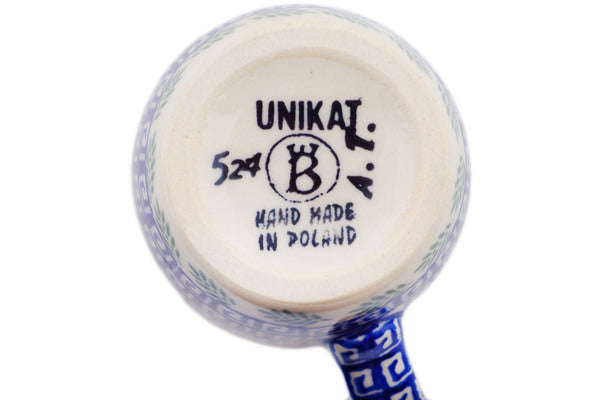 UNIKAT
524 B A.T.
HAND MADE
IN POLAND